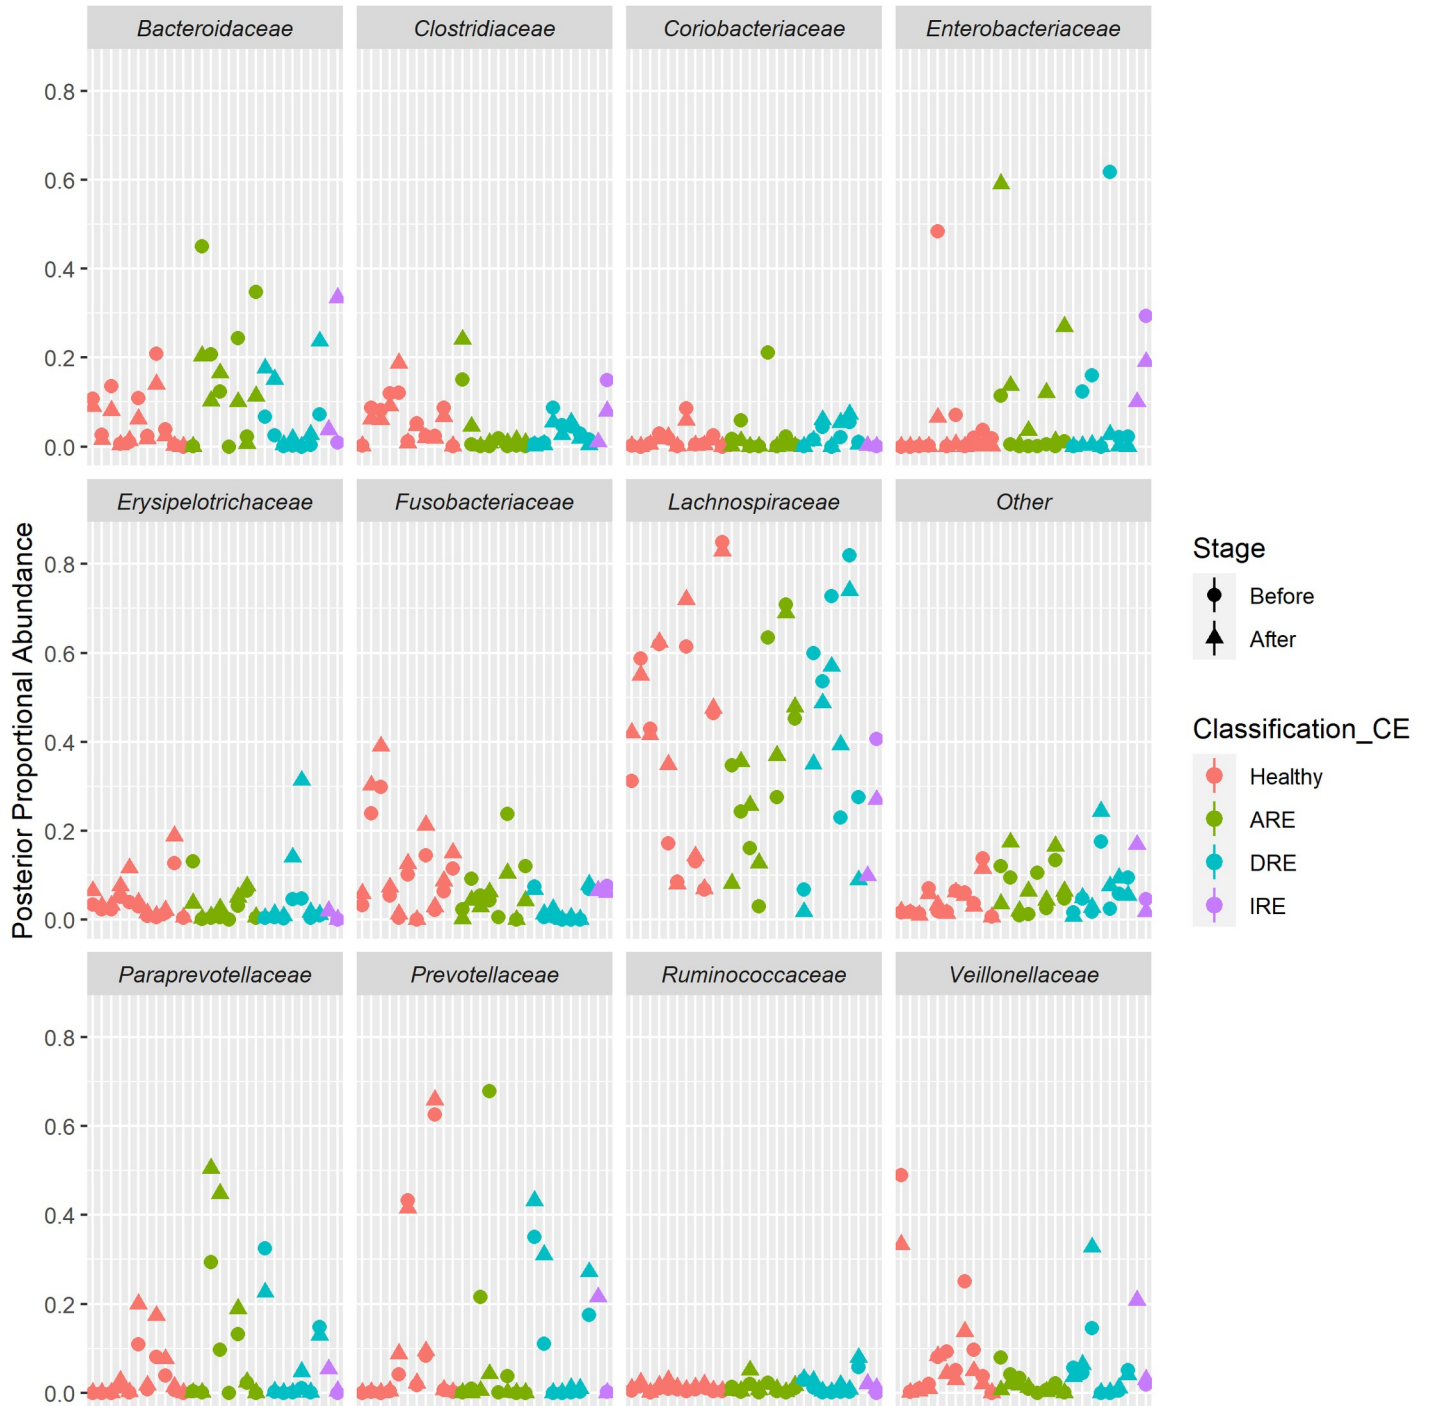 Bacteroidaceae
Clostridiaceae
Coriobacteriaceae
Enterobacteriaceae
0.8
0.6
0.4
0.2
0.0
Erysipelotrichaceae
Fusobacteriaceae
Lachnospiraceae
Other
0.8
0.6
0.4
0.2
0.0
Paraprevotellaceae
Prevotellaceae
Ruminococcaceae
Veillonellaceae
0.8
0.6
0.4
0.2
0.0
Posterior Proportional Abundance
Stage
Before
After
Classification_CE
Healthy
ARE
DRE
IRE